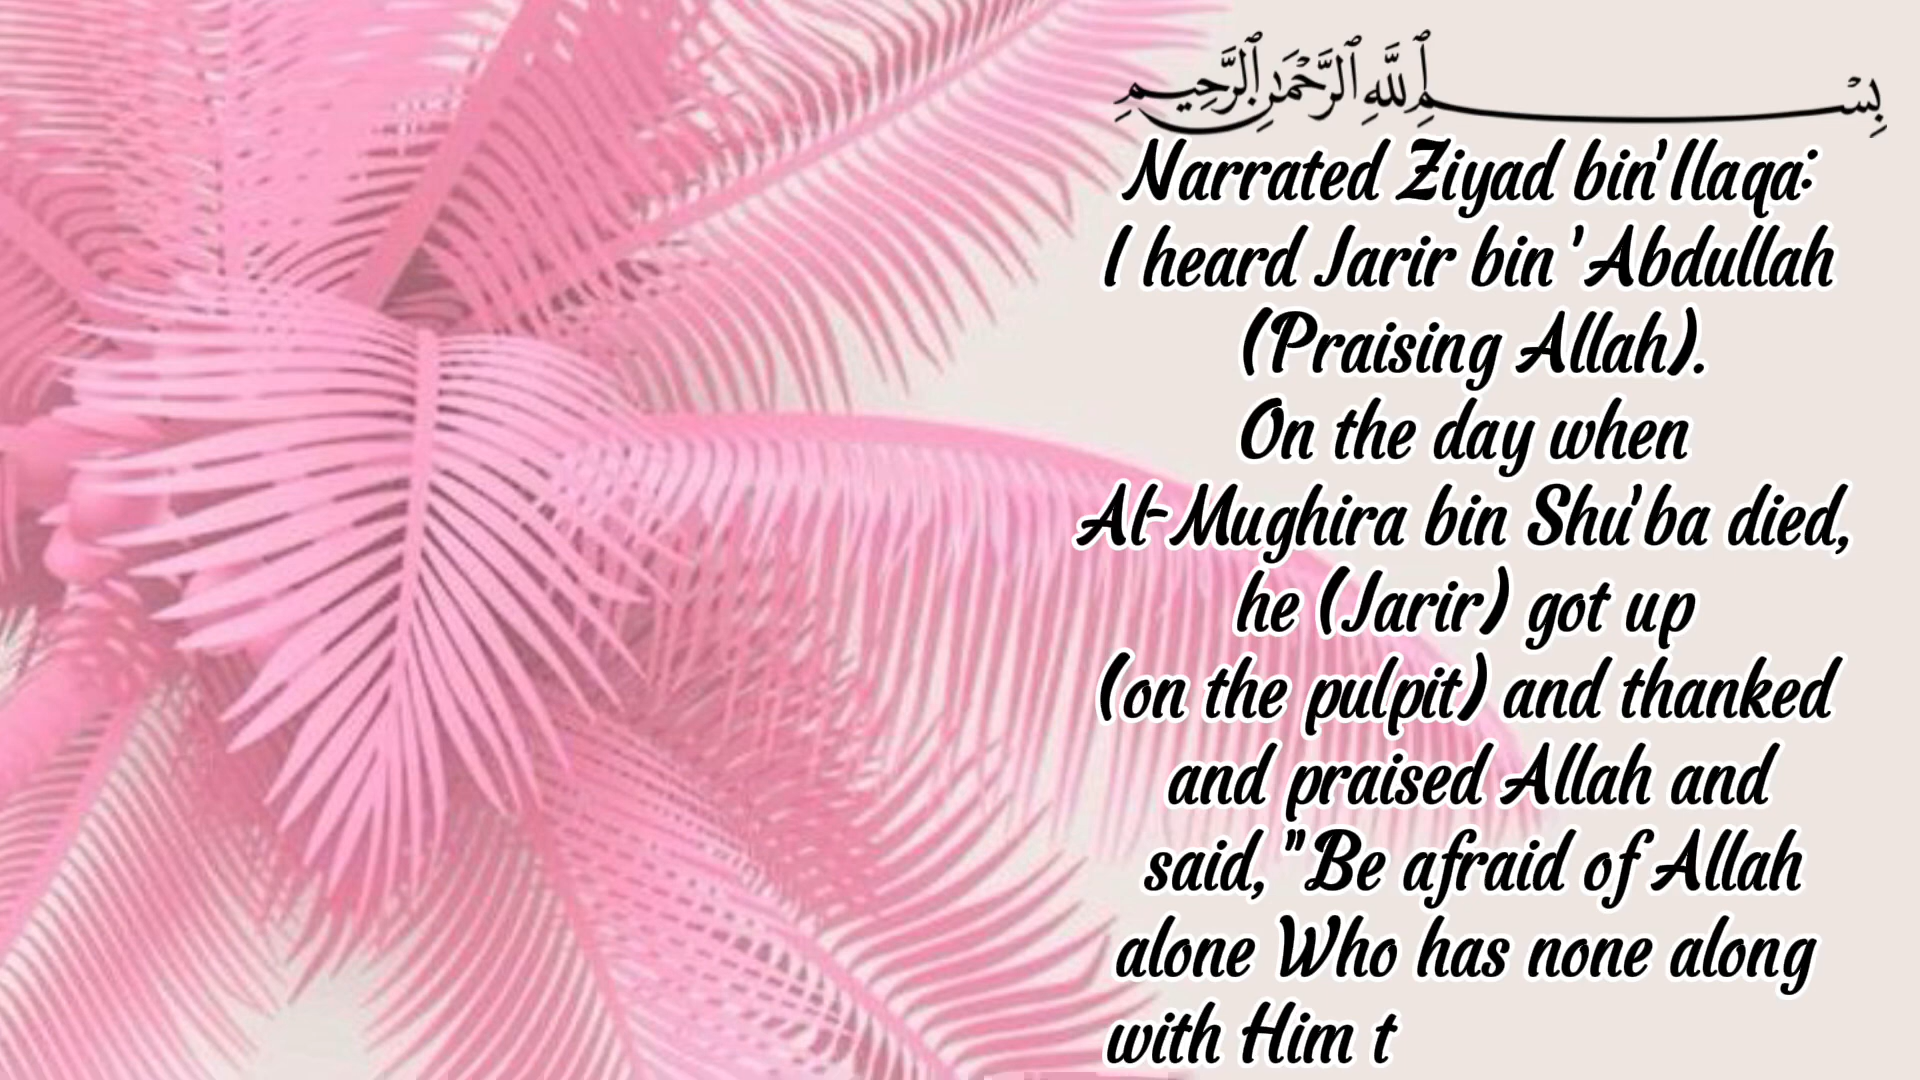 بِسْمِ ٱللَّهِ ٱلرَّحْمَٰنِ ٱلرَّحِيمِ
Narrated Ziyad bin'Ilaqa:
I heard Jarir bin 'Abdullah
(Praising Allah).
On the day when
Al-Mughira bin Shu'ba died,
he (Jarir) got up
(on the pulpit) and thanked
and praised Allah and
said, "Be afraid of Allah
alone Who has none along
with Him t